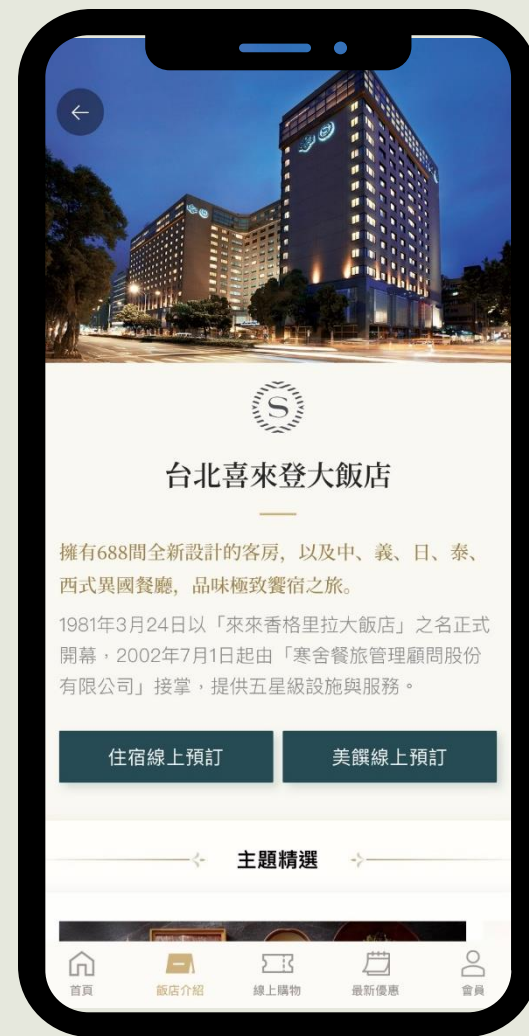 S
台北喜來登大飯店
擁有688間全新設計的客房，以及中、義、日、泰、
西式異國餐廳，品味極致饗宿之旅。
1981年3月24日以「來來香格里拉大飯店」之名正式
開幕，2002年7月1日起由「寒舍餐旅管理顧問股份
有限公司」接掌，提供五星級設施與服務。
住宿線上預訂
美饌線上預訂
主題精選
首頁
飯店介紹
線上購物
最新優惠
會員